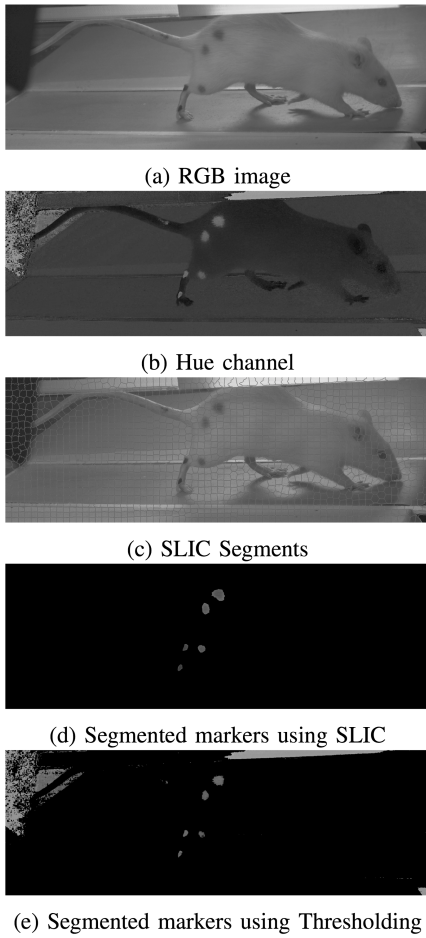 (a) RGB image
(b) Hue channel
(c) SLIC Segments
(d) Segmented markers using SLIC
(e) Segmented markers using Thresholding